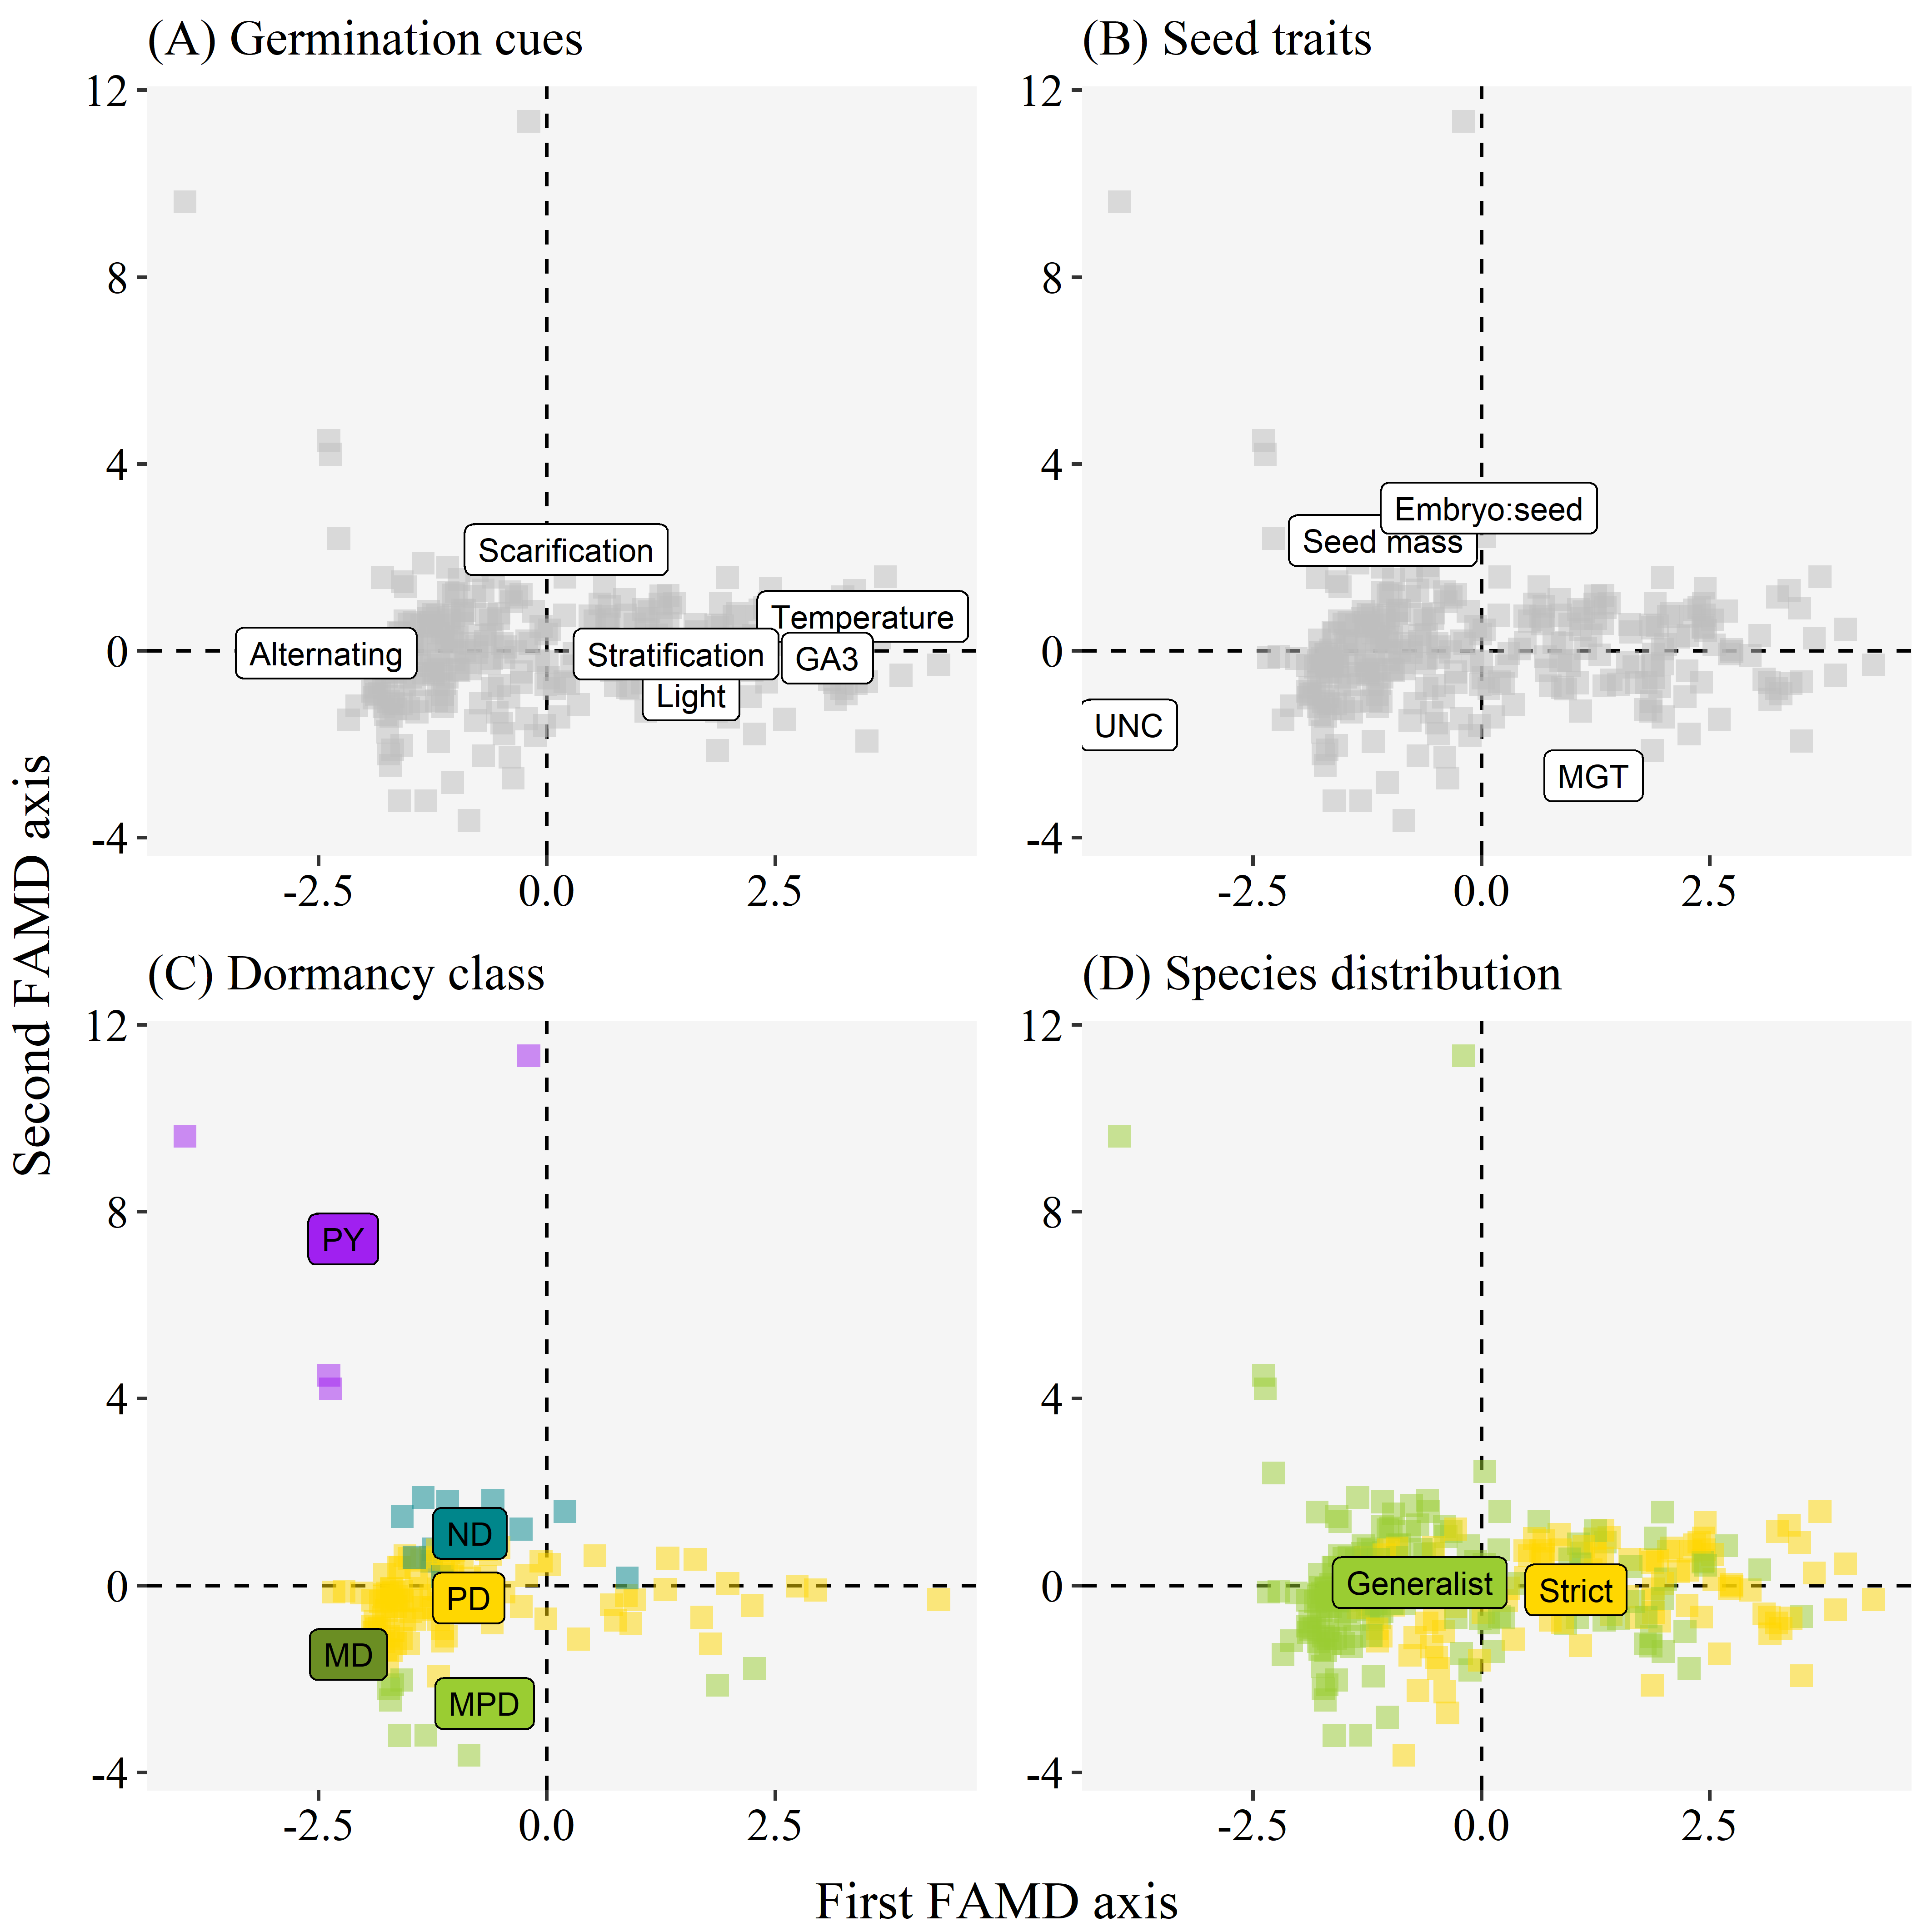 (A) Germination cues
12
8
4
0
-4
-2.5
0.0
2.5
Scarification
Temperature
Alternating
Stratification
GA3
Light
(B) Seed traits
12
8
4
0
-4
-2.5
0.0
2.5
Embryo:seed
Seed mass
UNC
MGT
Second FAMD axis
(C) Dormancy class
12
8
4
0
-4
-2.5
0.0
2.5
PY
ND
PD
MD
MPD
(D) Species distribution
12
8
4
0
-4
-2.5
0.0
2.5
Generalist
Strict
First FAMD axis